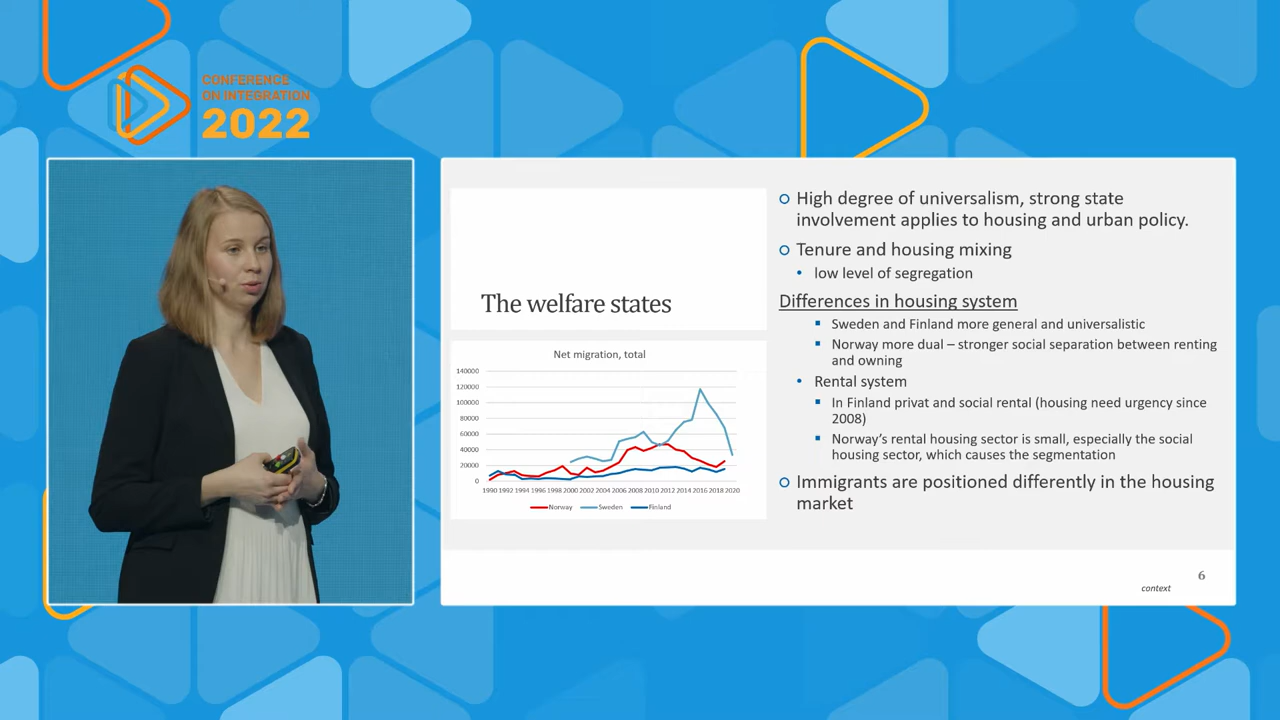 CONFERENCE
ON INTEGRATION
2022
The welfare states
Net migration, total
140000
120000
100000
80000
60000
40000
20000
0
1990 1992 1994 1996 1998 2000 2002 2004 2006 2008 2010 2012 2014 2016 2018 2020
Norway Sweden Finland
High degree of universalism, strong state
involvement applies to housing and urban policy.
Tenure and housing mixing
low level of segregation
Differences in housing system
Sweden and Finland more general and universalistic
Norway more dual – stronger social separation between renting
and owning
Rental system
In Finland privat and social rental (housing need urgency since
2008)
Norway's rental housing sector is small, especially the social
housing sector, which causes the segmentation
Immigrants are positioned differently in the housing
market
6
context